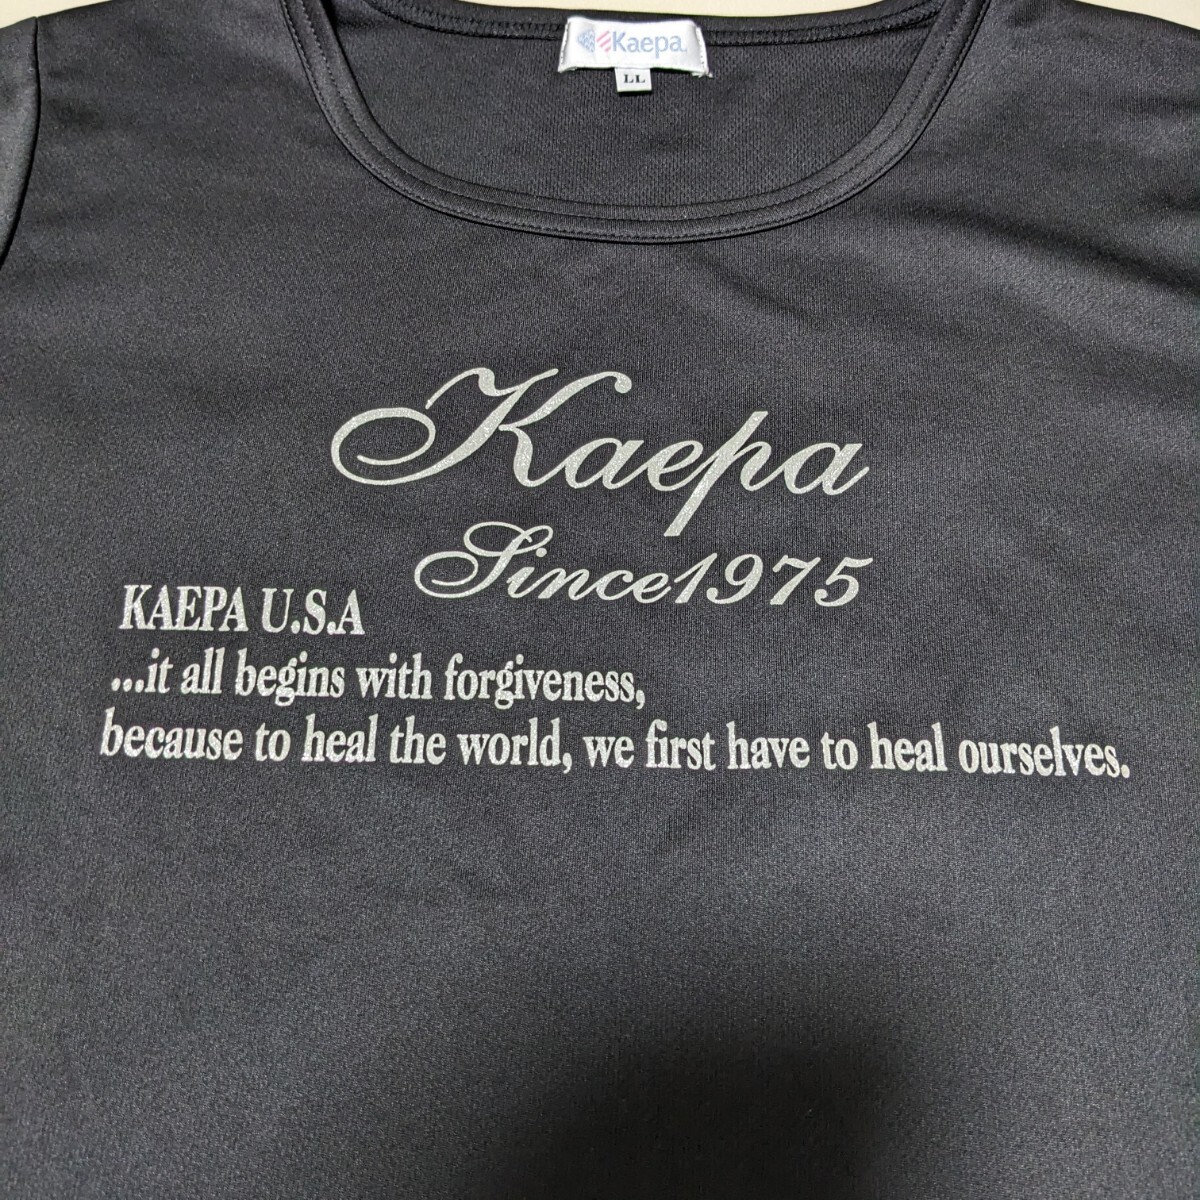 Kaepa
LL
Kaepa
Since1975
KAEPA U.S.A
...it all begins with forgiveness,
because to heal the world, we first have to heal ourselves.